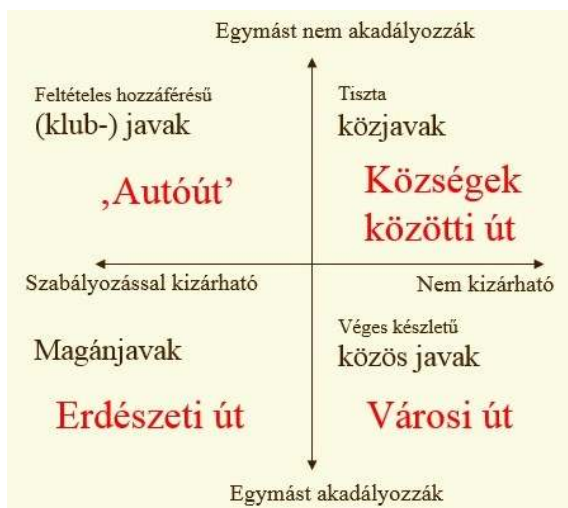 Egymást nem akadályozzák
Feltételes hozzáférésű
(klub-) javak
‚Autóút’
Tiszta
közjavak
Községek
közötti út
Szabályozással kizárható
Nem kizárható
Magánjavak
Erdészeti út
Véges készletű
közös javak
Városi út
Egymást akadályozzák